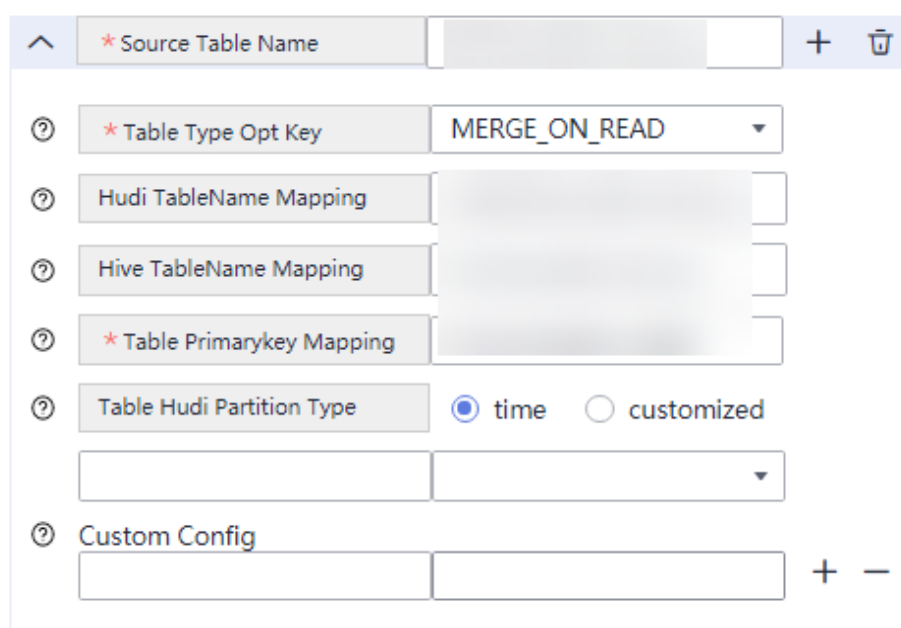 * Source Table Name
* Table Type Opt Key MERGE_ON_READ
Hudi TableName Mapping
Hive TableName Mapping
* Table Primarykey Mapping
Table Hudi Partition Type time customized
Custom Config